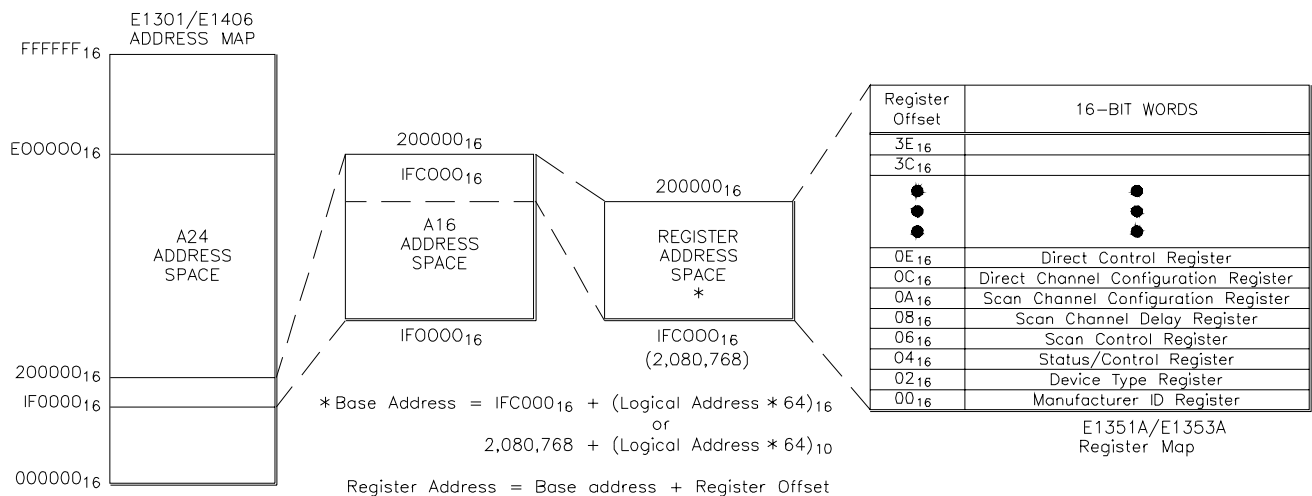 E1301/E1406
ADDRESS MAP
FFFFFF16
E0000016
A24
ADDRESS
SPACE
20000016
IF000016
00000016
20000016
IFC00016
A16
ADDRESS
SPACE
IF000016
20000016
REGISTER
ADDRESS
SPACE
*
IFC00016
(2,080,768)
*Base Address = IFC00016 + (Logical Address * 64)16
or
2,080,768 + (Logical Address * 64)10
Register Address = Base address + Register Offset
Register Offset 16-BIT WORDS
3E16
3C16
0E16 Direct Control Register
0C16 Direct Channel Configuration Register
0A16 Scan Channel Configuration Register
0816 Scan Channel Delay Register
0616 Scan Control Register
0416 Status/Control Register
0216 Device Type Register
0016 Manufacturer ID Register
E1351A/E1353A
Register Map